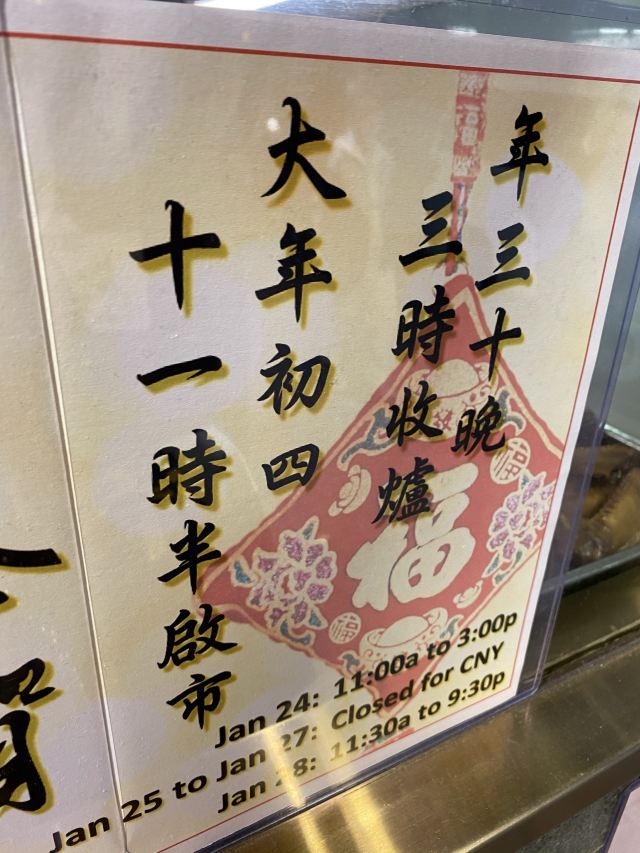 年三十晚
三時收爐
大年初四
十一時半啟市
福
Jan 24: 11:00a to 3:00p
Jan 25 to Jan 27: Closed for CNY
Jan 28: 11:30a to 9:30p